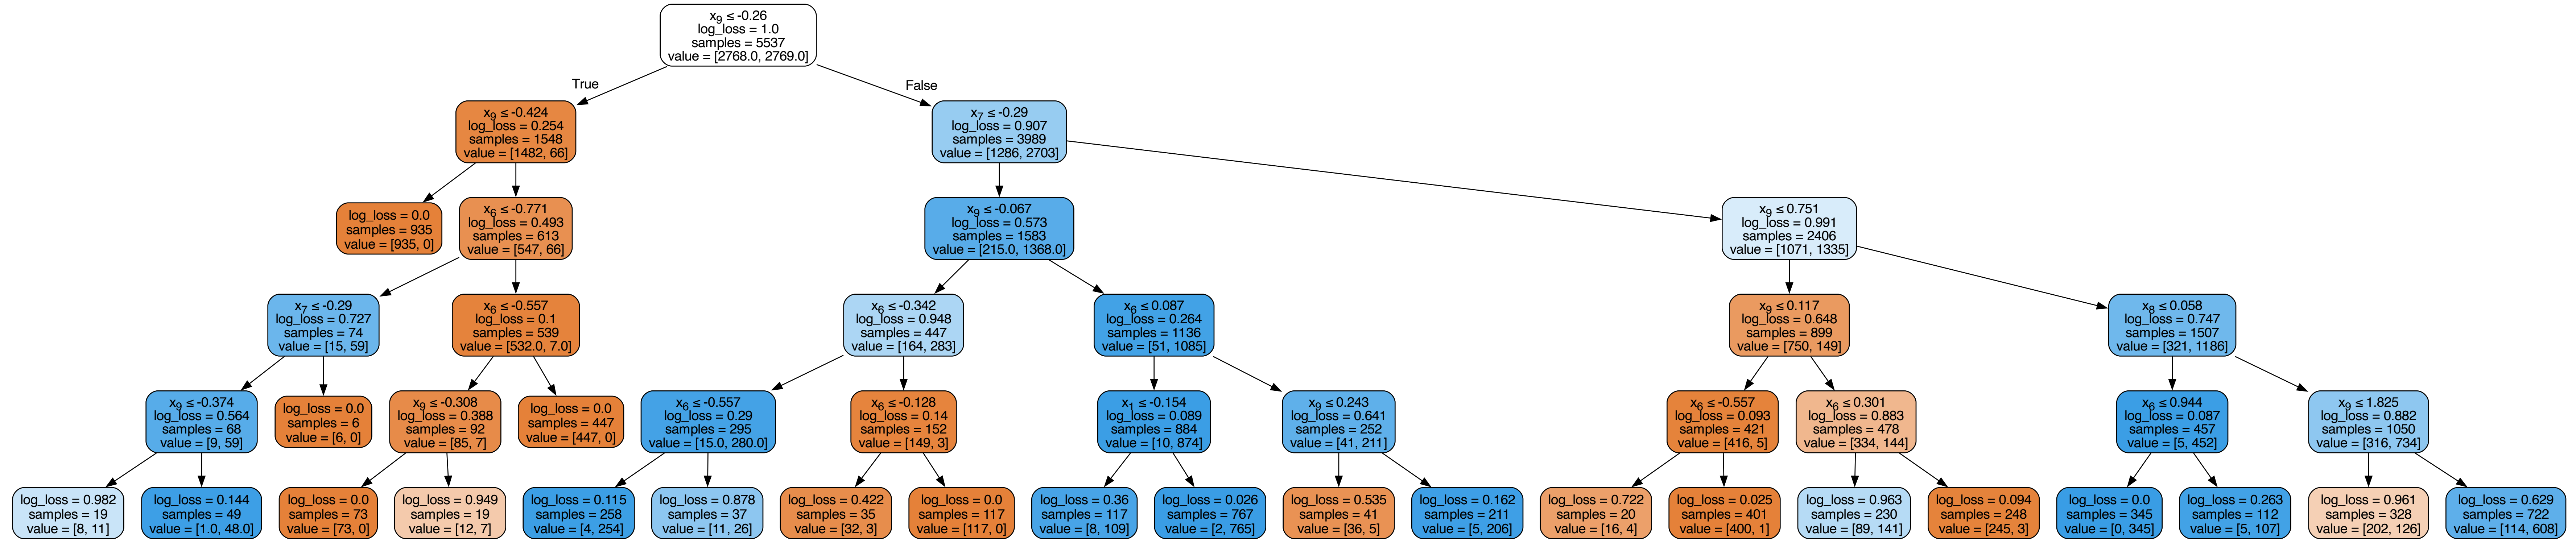 x9 ≤ -0.26
log_loss = 1.0
samples = 5537
value = [2768.0, 2769.0]
True
False
x9 ≤ -0.424
log_loss = 0.254
samples = 1548
value = [1482, 66]
x7 ≤ -0.29
log_loss = 0.907
samples = 3989
value = [1286, 2703]
log_loss = 0.0
samples = 935
value = [935, 0]
x6 ≤ -0.771
log_loss = 0.493
samples = 613
value = [547, 66]
x9 ≤ -0.067
log_loss = 0.573
samples = 1583
value = [215.0, 1368.0]
x9 ≤ 0.751
log_loss = 0.991
samples = 2406
value = [1071, 1335]
x7 ≤ -0.29
log_loss = 0.727
samples = 74
value = [15, 59]
x6 ≤ -0.557
log_loss = 0.1
samples = 539
value = [532.0, 7.0]
x6 ≤ -0.342
log_loss = 0.948
samples = 447
value = [164, 283]
x6 ≤ 0.087
log_loss = 0.264
samples = 1136
value = [51, 1085]
x9 ≤ 0.117
log_loss = 0.648
samples = 899
value = [750, 149]
x8 ≤ 0.058
log_loss = 0.747
samples = 1507
value = [321, 1186]
x9 ≤ -0.374
log_loss = 0.564
samples = 68
value = [9, 59]
log_loss = 0.0
samples = 6
value = [6, 0]
x9 ≤ -0.308
log_loss = 0.388
samples = 92
value = [85, 7]
log_loss = 0.0
samples = 447
value = [447, 0]
x6 ≤ -0.557
log_loss = 0.29
samples = 295
value = [15.0, 280.0]
x6 ≤ -0.128
log_loss = 0.14
samples = 152
value = [149, 3]
x1 ≤ -0.154
log_loss = 0.089
samples = 884
value = [10, 874]
x9 ≤ 0.243
log_loss = 0.641
samples = 252
value = [41, 211]
x6 ≤ -0.557
log_loss = 0.093
samples = 421
value = [416, 5]
x6 ≤ 0.301
log_loss = 0.883
samples = 478
value = [334, 144]
x6 ≤ 0.944
log_loss = 0.087
samples = 457
value = [5, 452]
x9 ≤ 1.825
log_loss = 0.882
samples = 1050
value = [316, 734]
log_loss = 0.982
samples = 19
value = [8, 11]
log_loss = 0.144
samples = 49
value = [1.0, 48.0]
log_loss = 0.0
samples = 73
value = [73, 0]
log_loss = 0.949
samples = 19
value = [12, 7]
log_loss = 0.115
samples = 258
value = [4, 254]
log_loss = 0.878
samples = 37
value = [11, 26]
log_loss = 0.422
samples = 35
value = [32, 3]
log_loss = 0.0
samples = 117
value = [117, 0]
log_loss = 0.36
samples = 117
value = [8, 109]
log_loss = 0.026
samples = 767
value = [2, 765]
log_loss = 0.535
samples = 41
value = [36, 5]
log_loss = 0.162
samples = 211
value = [5, 206]
log_loss = 0.722
samples = 20
value = [16, 4]
log_loss = 0.025
samples = 401
value = [400, 1]
log_loss = 0.963
samples = 230
value = [89, 141]
log_loss = 0.094
samples = 248
value = [245, 3]
log_loss = 0.0
samples = 345
value = [0, 345]
log_loss = 0.263
samples = 112
value = [5, 107]
log_loss = 0.961
samples = 328
value = [202, 126]
log_loss = 0.629
samples = 722
value = [114, 608]